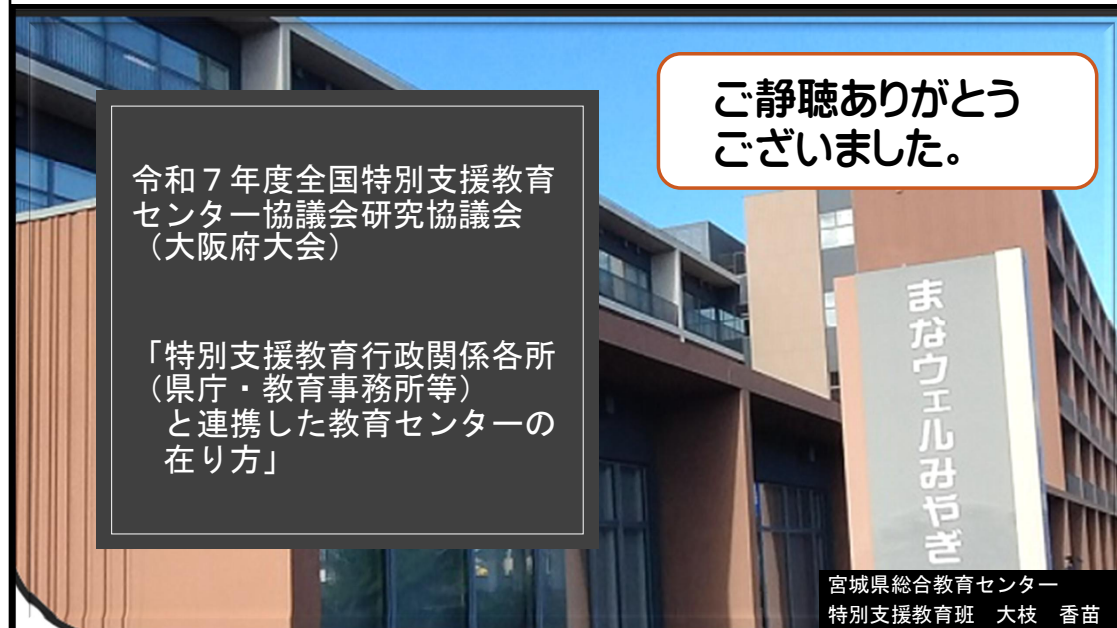 ご静聴ありがとう
ございました。
令和７年度全国特別支援教育
センター協議会研究協議会
（大阪府大会）
「特別支援教育行政関係各所
（県庁・教育事務所等）
と連携した教育センターの
在り方」
まなウェルみやぎ
宮城県総合教育センター
特別支援教育班　大枝　香苗